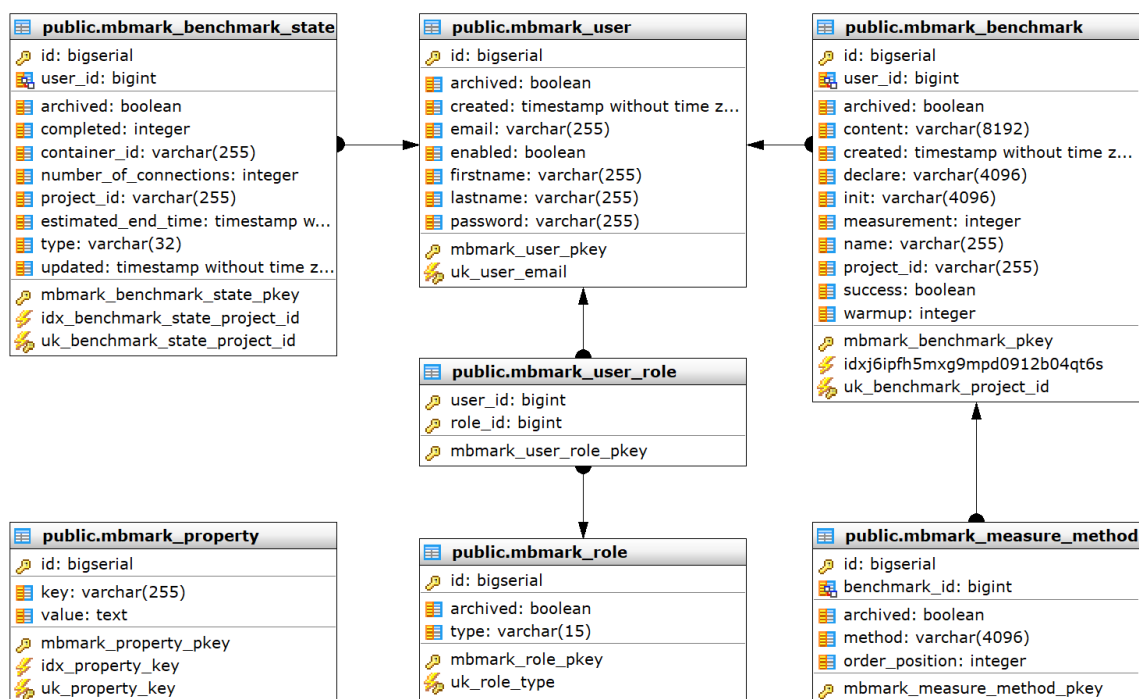 public.mbmark_benchmark_state
id: bigserial
user_id: bigint
archived: boolean
completed: integer
container_id: varchar(255)
number_of_connections: integer
project_id: varchar(255)
estimated_end_time: timestamp w...
type: varchar(32)
updated: timestamp without time z...
mbmark_benchmark_state_pkey
idx_benchmark_state_project_id
uk_benchmark_state_project_id
public.mbmark_user
id: bigserial
archived: boolean
created: timestamp without time z...
email: varchar(255)
enabled: boolean
firstname: varchar(255)
lastname: varchar(255)
password: varchar(255)
mbmark_user_pkey
uk_user_email
public.mbmark_benchmark
id: bigserial
user_id: bigint
archived: boolean
content: varchar(8192)
created: timestamp without time z...
declare: varchar(4096)
init: varchar(4096)
measurement: integer
name: varchar(255)
project_id: varchar(255)
success: boolean
warmup: integer
mbmark_benchmark_pkey
idxj6ipfh5mxg9mpd0912b04qt6s
uk_benchmark_project_id
public.mbmark_user_role
user_id: bigint
role_id: bigint
mbmark_user_role_pkey
public.mbmark_property
id: bigserial
key: varchar(255)
value: text
mbmark_property_pkey
idx_property_key
uk_property_key
public.mbmark_role
id: bigserial
archived: boolean
type: varchar(15)
mbmark_role_pkey
uk_role_type
public.mbmark_measure_method
id: bigserial
benchmark_id: bigint
archived: boolean
method: varchar(4096)
order_position: integer
mbmark_measure_method_pkey